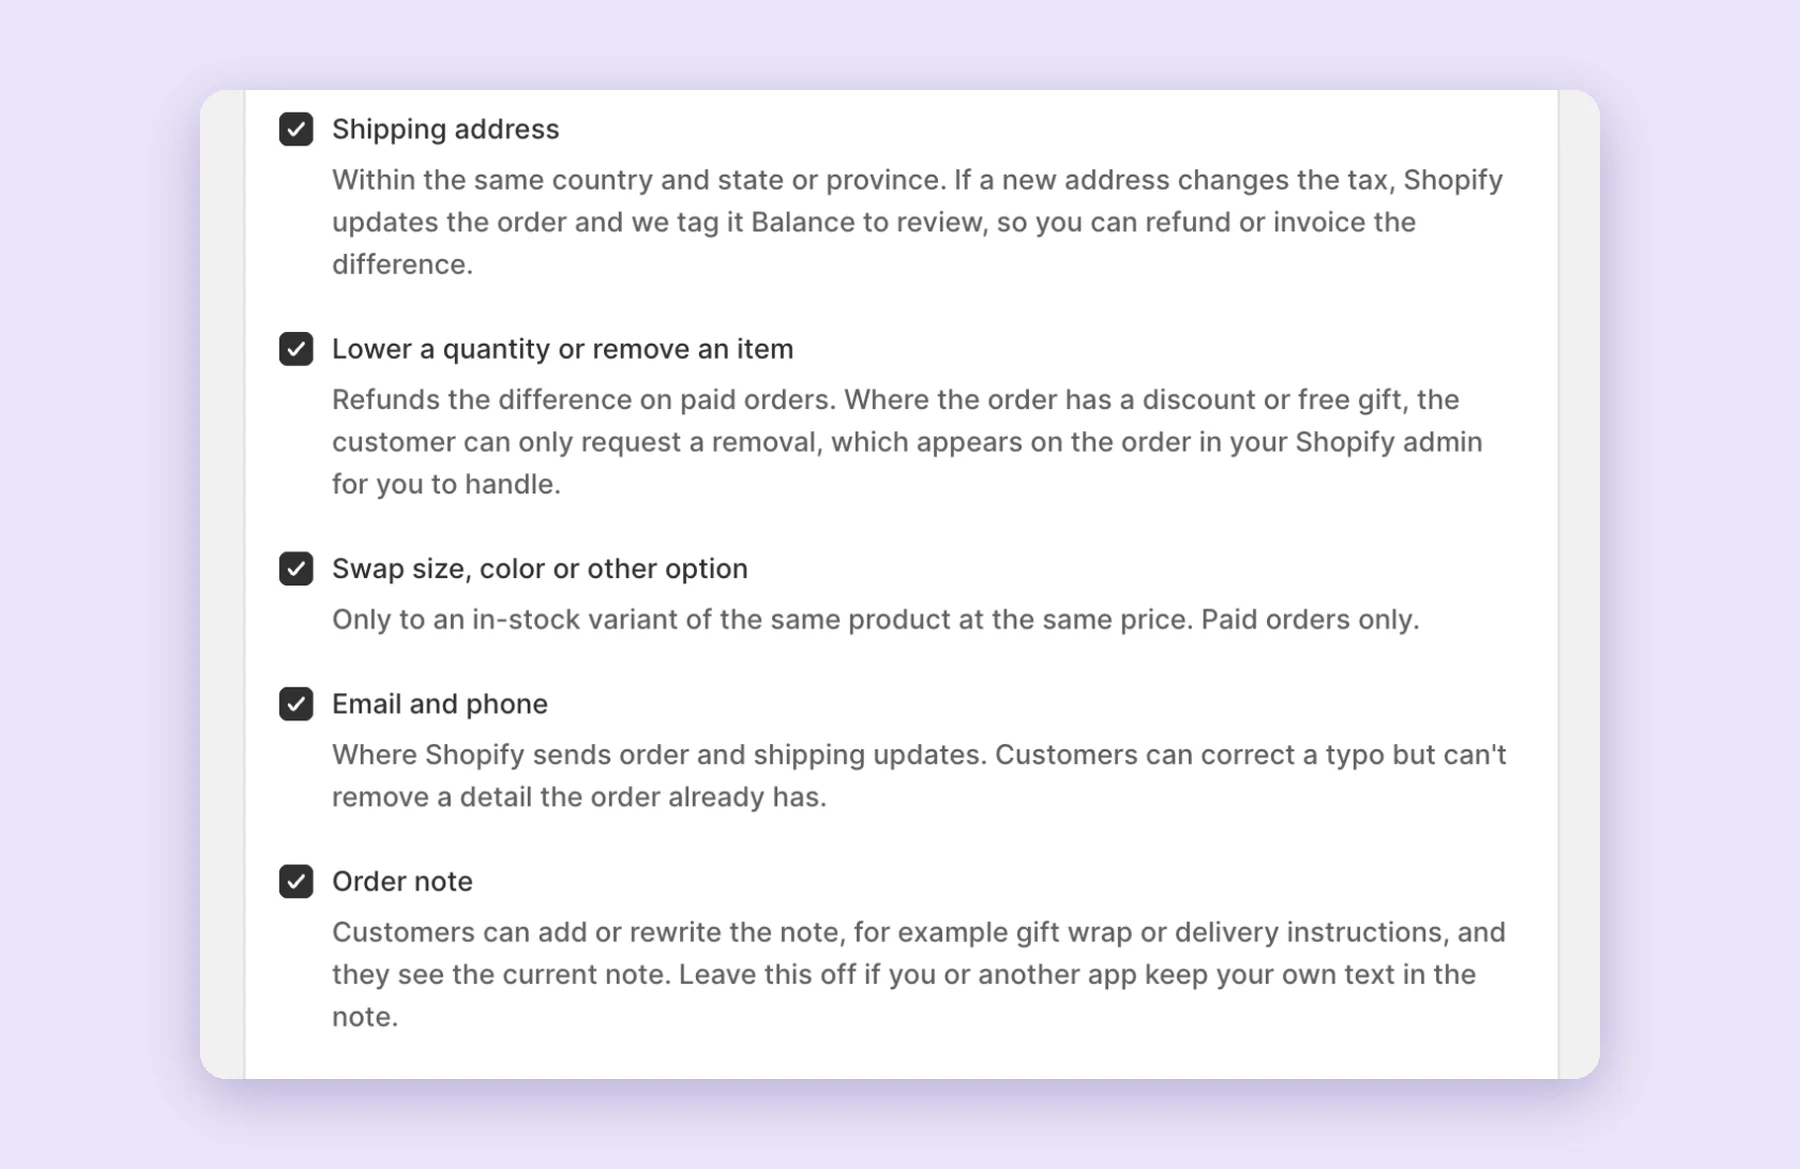 Shipping address
Within the same country and state or province. If a new address changes the tax, Shopify
updates the order and we tag it Balance to review, so you can refund or invoice the
difference.
Lower a quantity or remove an item
Refunds the difference on paid orders. Where the order has a discount or free gift, the
customer can only request a removal, which appears on the order in your Shopify admin
for you to handle.
Swap size, color or other option
Only to an in-stock variant of the same product at the same price. Paid orders only.
Email and phone
Where Shopify sends order and shipping updates. Customers can correct a typo but can't
remove a detail the order already has.
Order note
Customers can add or rewrite the note, for example gift wrap or delivery instructions, and
they see the current note. Leave this off if you or another app keep your own text in the
note.